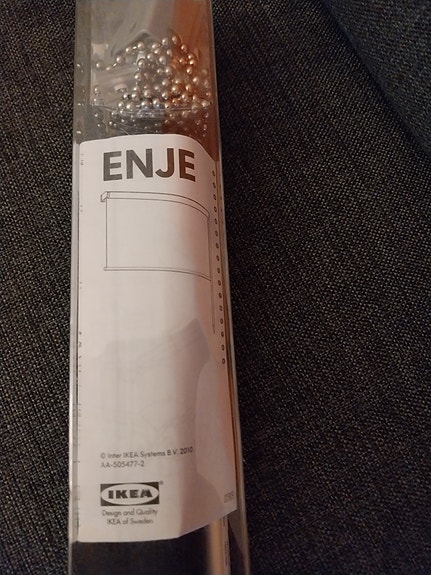 ENJE
© Inter IKEA Systems B.V. 2010
AA-505477-2
IKEA®
Design and Quality
IKEA of Sweden